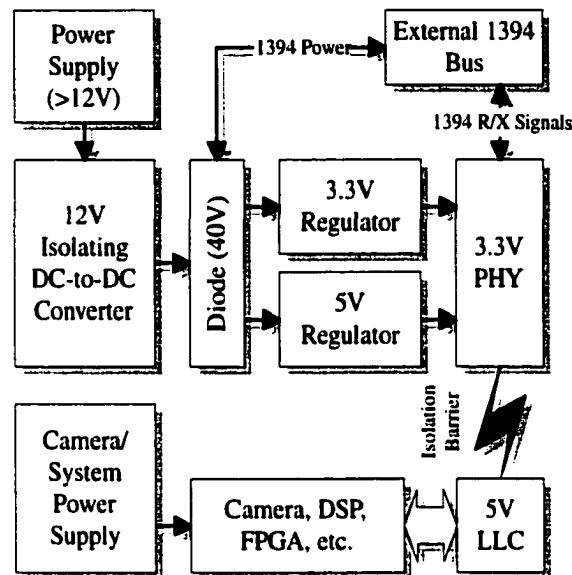 Power
Supply
(>12V)
1394 Power
External 1394
Bus
1394 R/X Signals
12V
Isolating
DC-to-DC
Converter
Diode (40V)
3.3V
Regulator
5V
Regulator
3.3V
PHY
Isolation
Barrier
Camera/
System
Power
Supply
Camera, DSP,
FPGA, etc.
5V
LLC